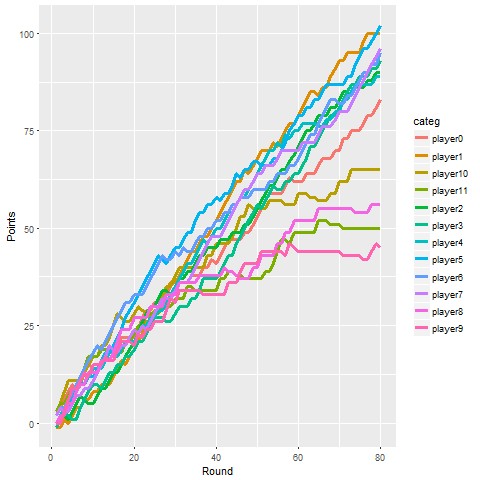 100
75
50
25
0
Points
0 20 40 60 80
Round
categ
player0
player1
player10
player11
player2
player3
player4
player5
player6
player7
player8
player9